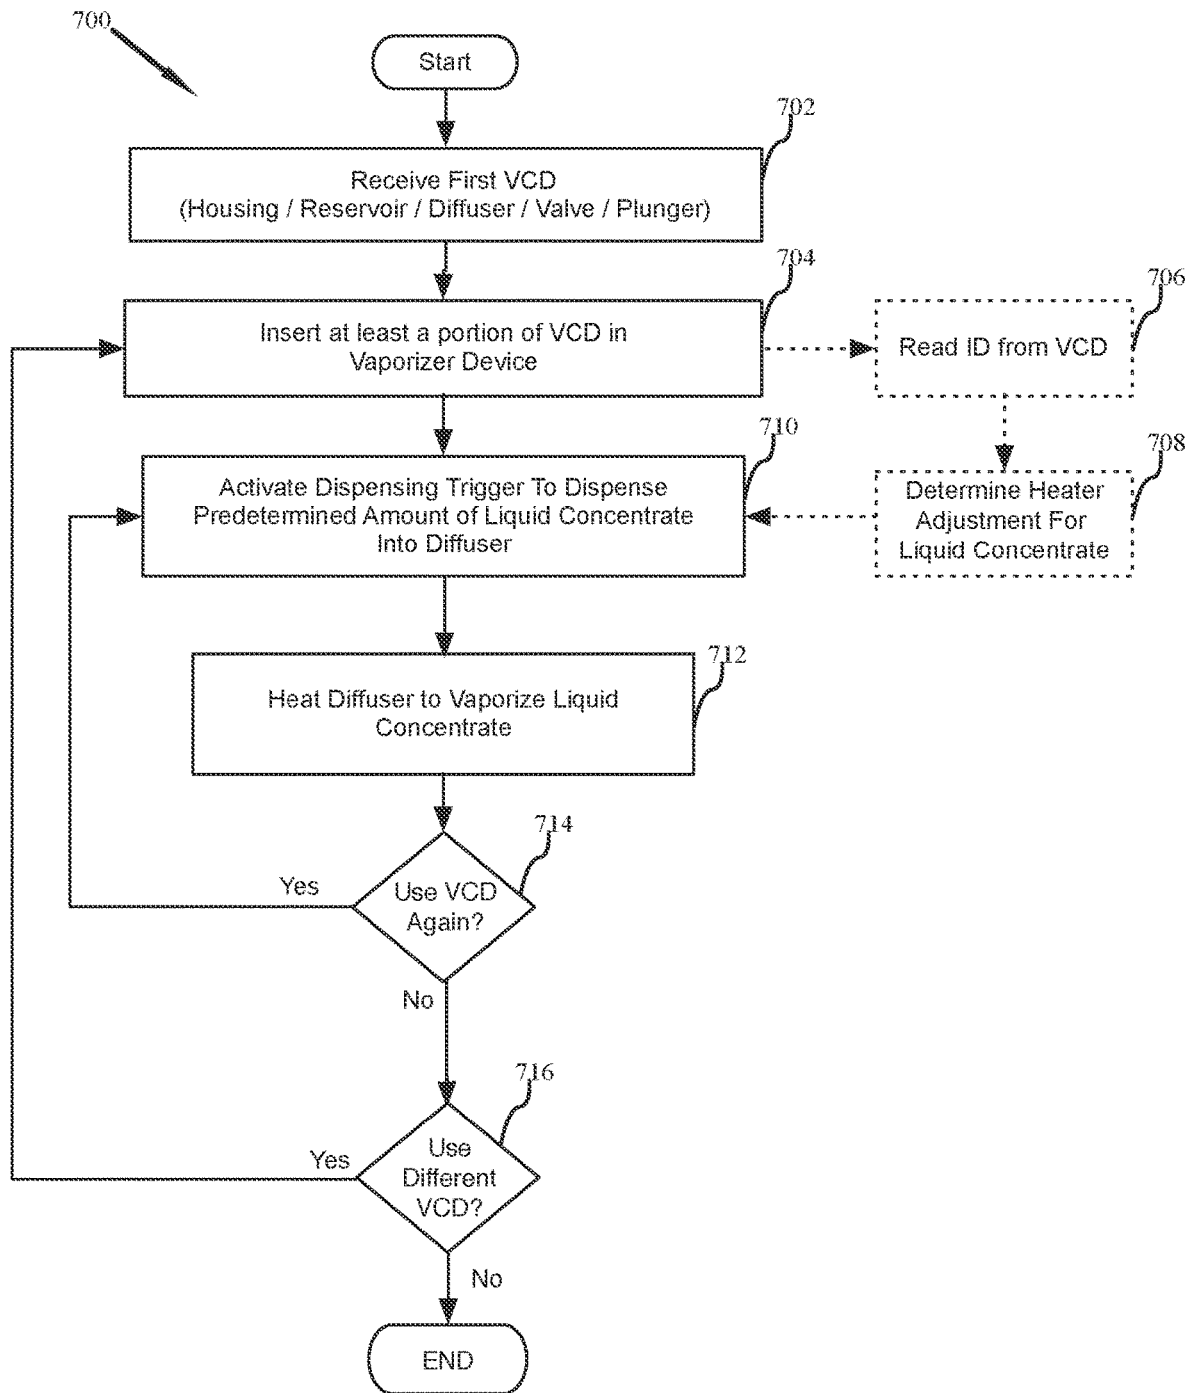 700
Start
702
Receive First VCD
(Housing / Reservoir / Diffuser / Valve / Plunger)
704
Insert at least a portion of VCD in
Vaporizer Device
706
Read ID from VCD
710
Activate Dispensing Trigger To Dispense
Predetermined Amount of Liquid Concentrate
Into Diffuser
708
Determine Heater
Adjustment For
Liquid Concentrate
712
Heat Diffuser to Vaporize Liquid
Concentrate
714
Yes
Use VCD
Again?
No
716
Yes
Use
Different
VCD?
No
END